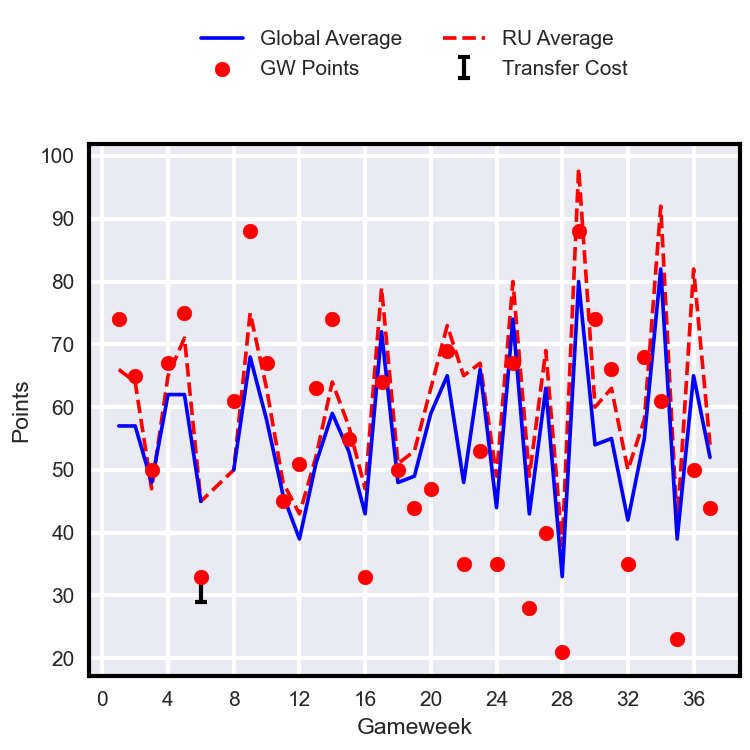 Global Average
RU Average
GW Points
Transfer Cost
100
90
80
70
60
50
40
30
20
Points
0 4 8 12 16 20 24 28 32 36
Gameweek